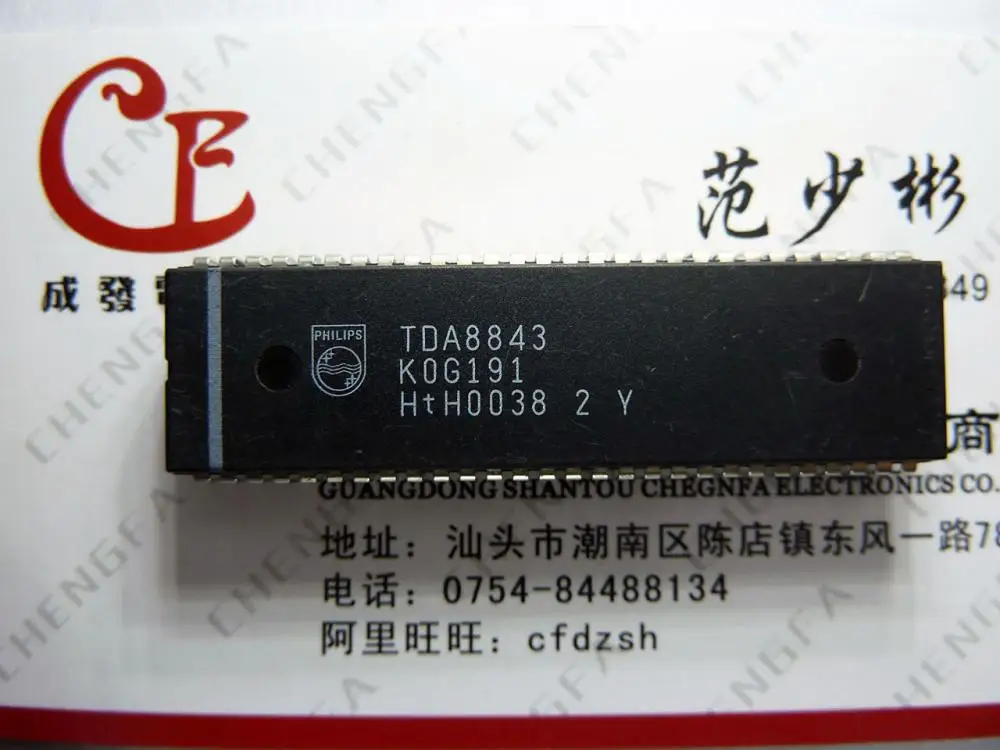 CE
范少彬
成發
649
PHILIPS
TDA8843
K0G191
HtH0038 2 Y
商
GUANGDONG SHANTOU CHEGNFA ELECTRONICS CO.
地址：汕头市潮南区陈店镇东风一路78
电话：0754-84488134
阿里旺旺：cfdzsh
CHENGFA